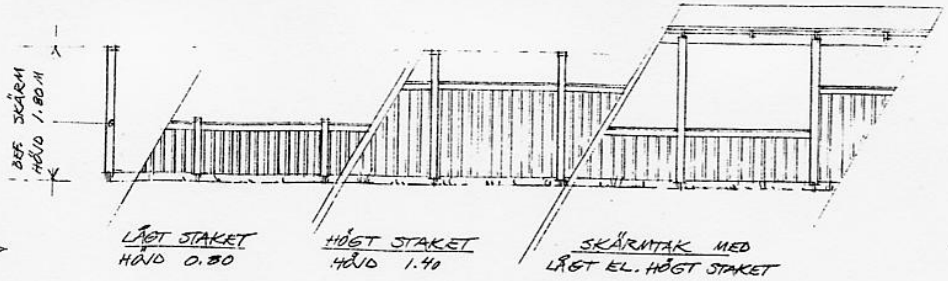 BEF. SKÄRM
HÖJD 1.80 M
LÅGT STAKET
HÖJD 0.80
HÖGT STAKET
HÖJD 1.40
SKÄRMTAK MED
LÅGT EL. HÖGT STAKET